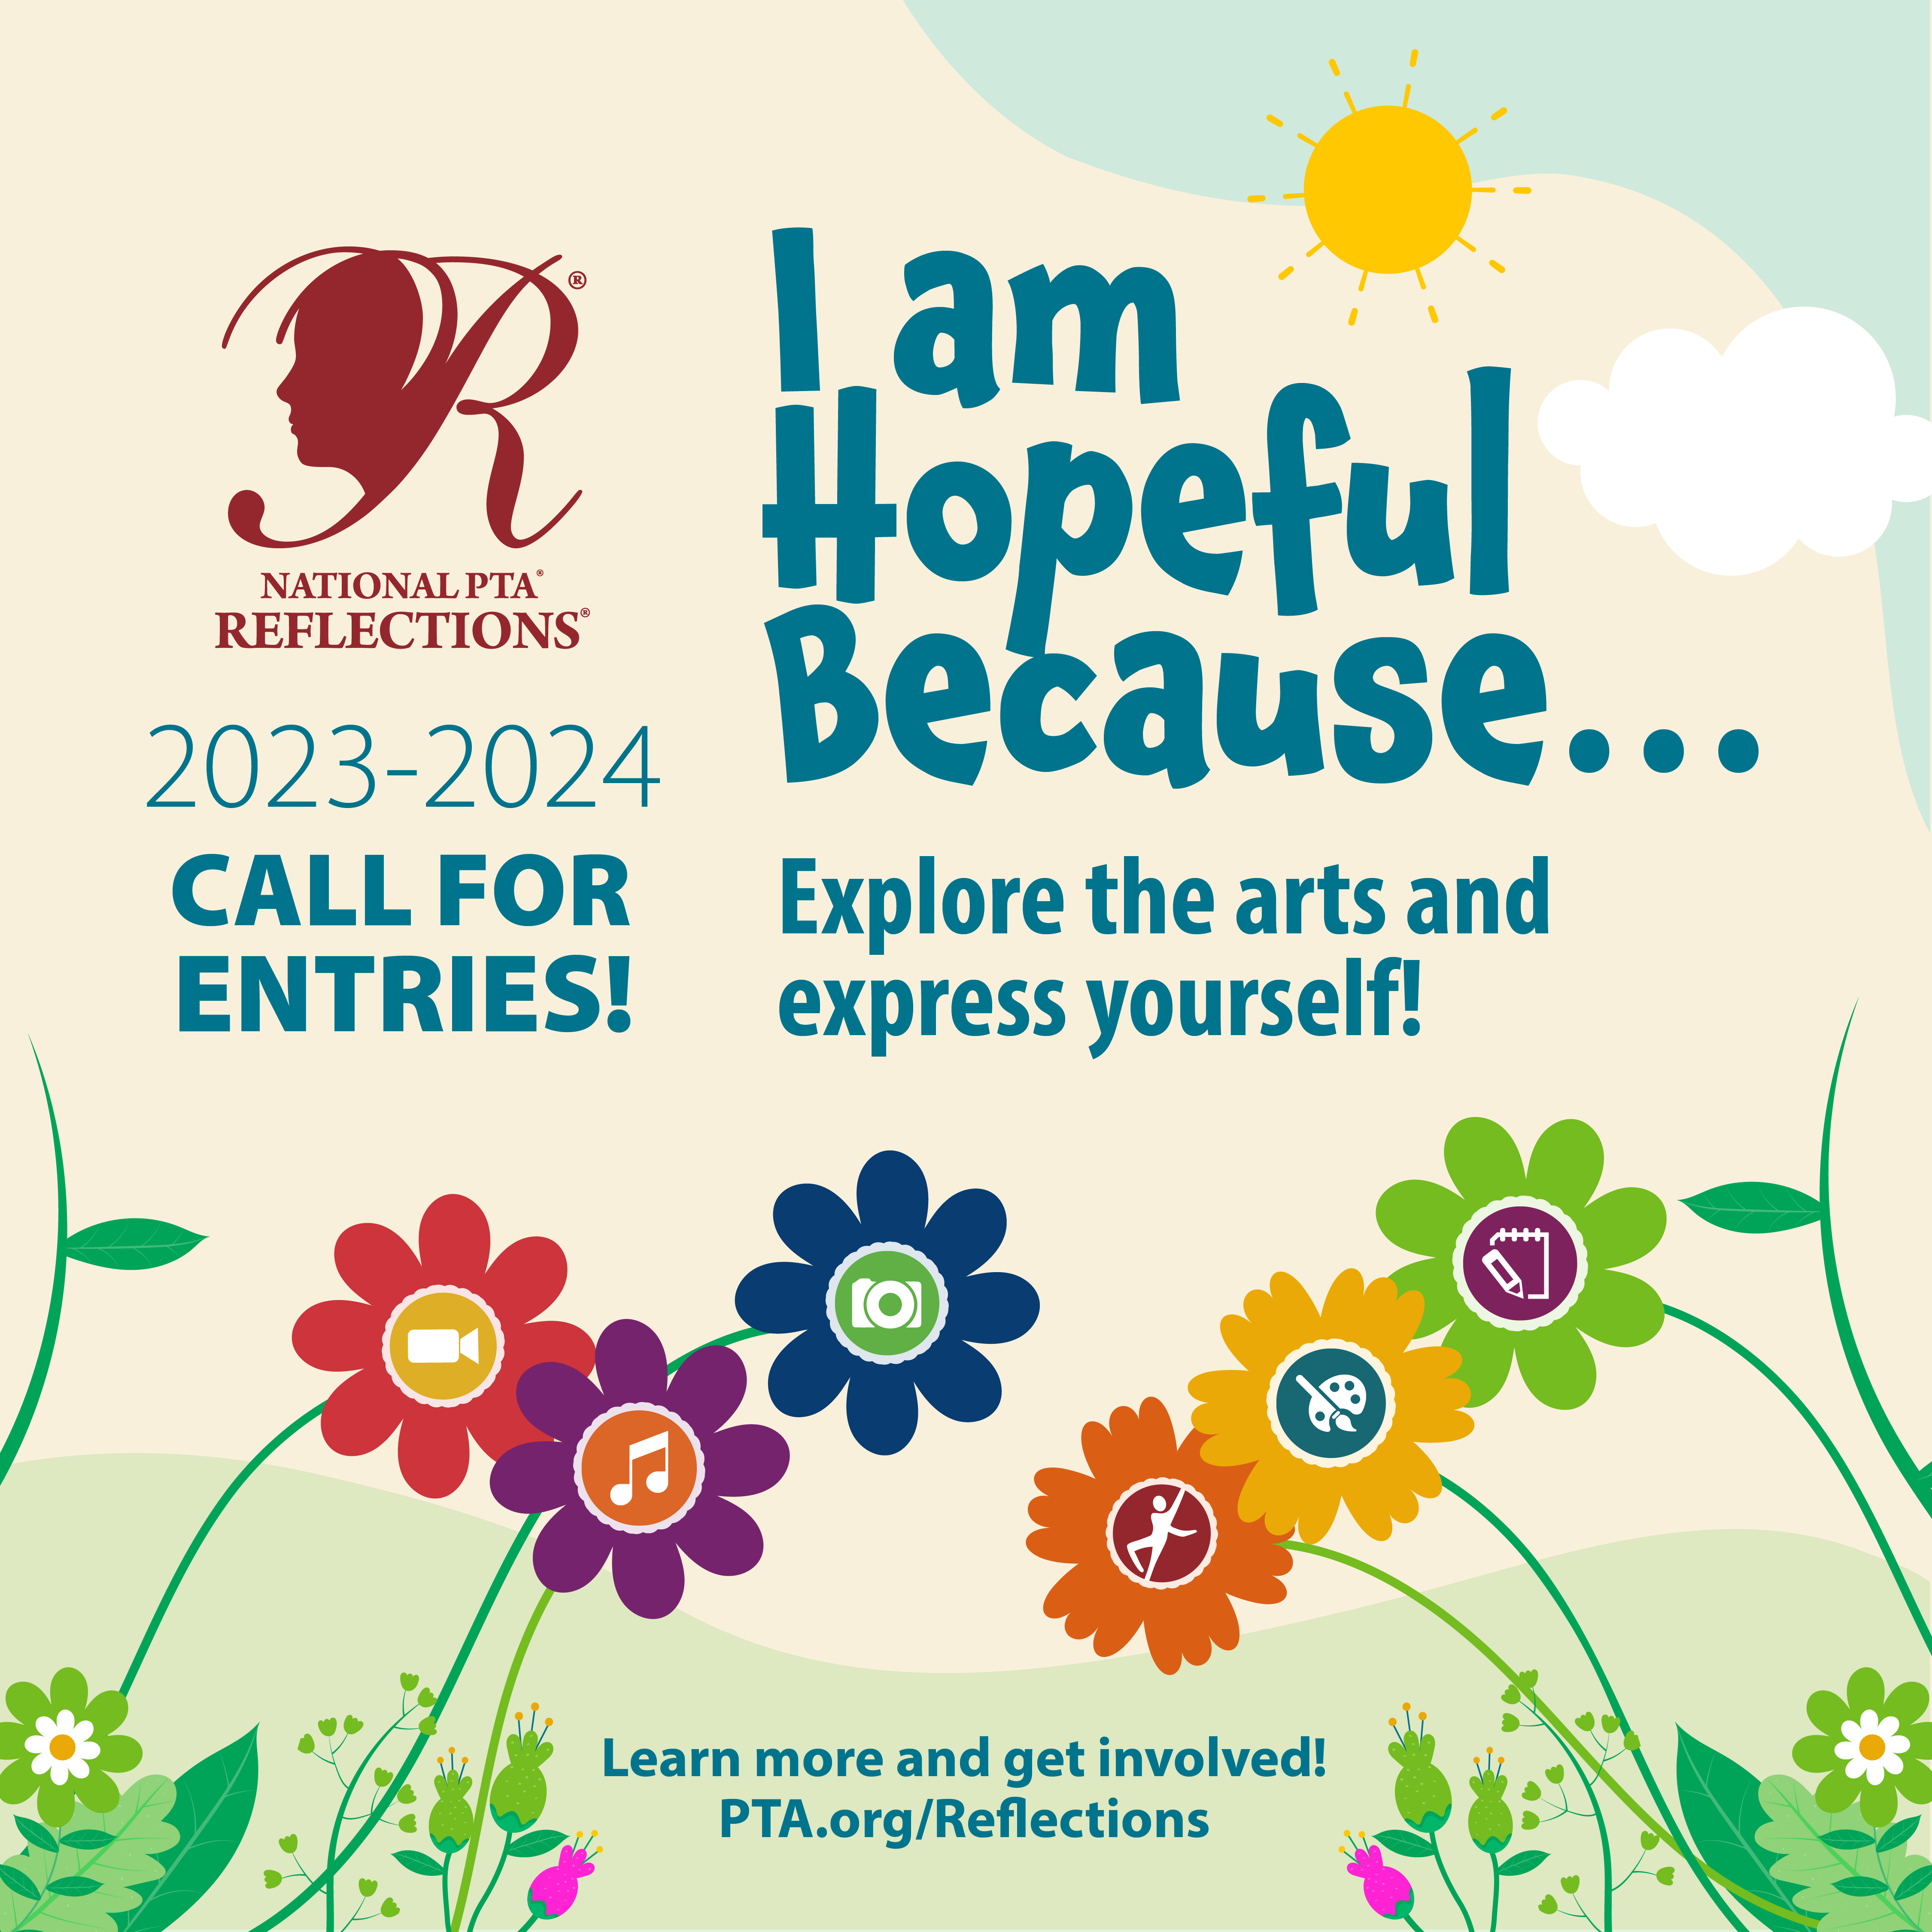 ®
NATIONAL PTA®
REFLECTIONS®
2023-2024
CALL FOR
ENTRIES!
I am
Hopeful
Because...
Explore the arts and
express yourself!
Learn more and get involved!
PTA.org/Reflections